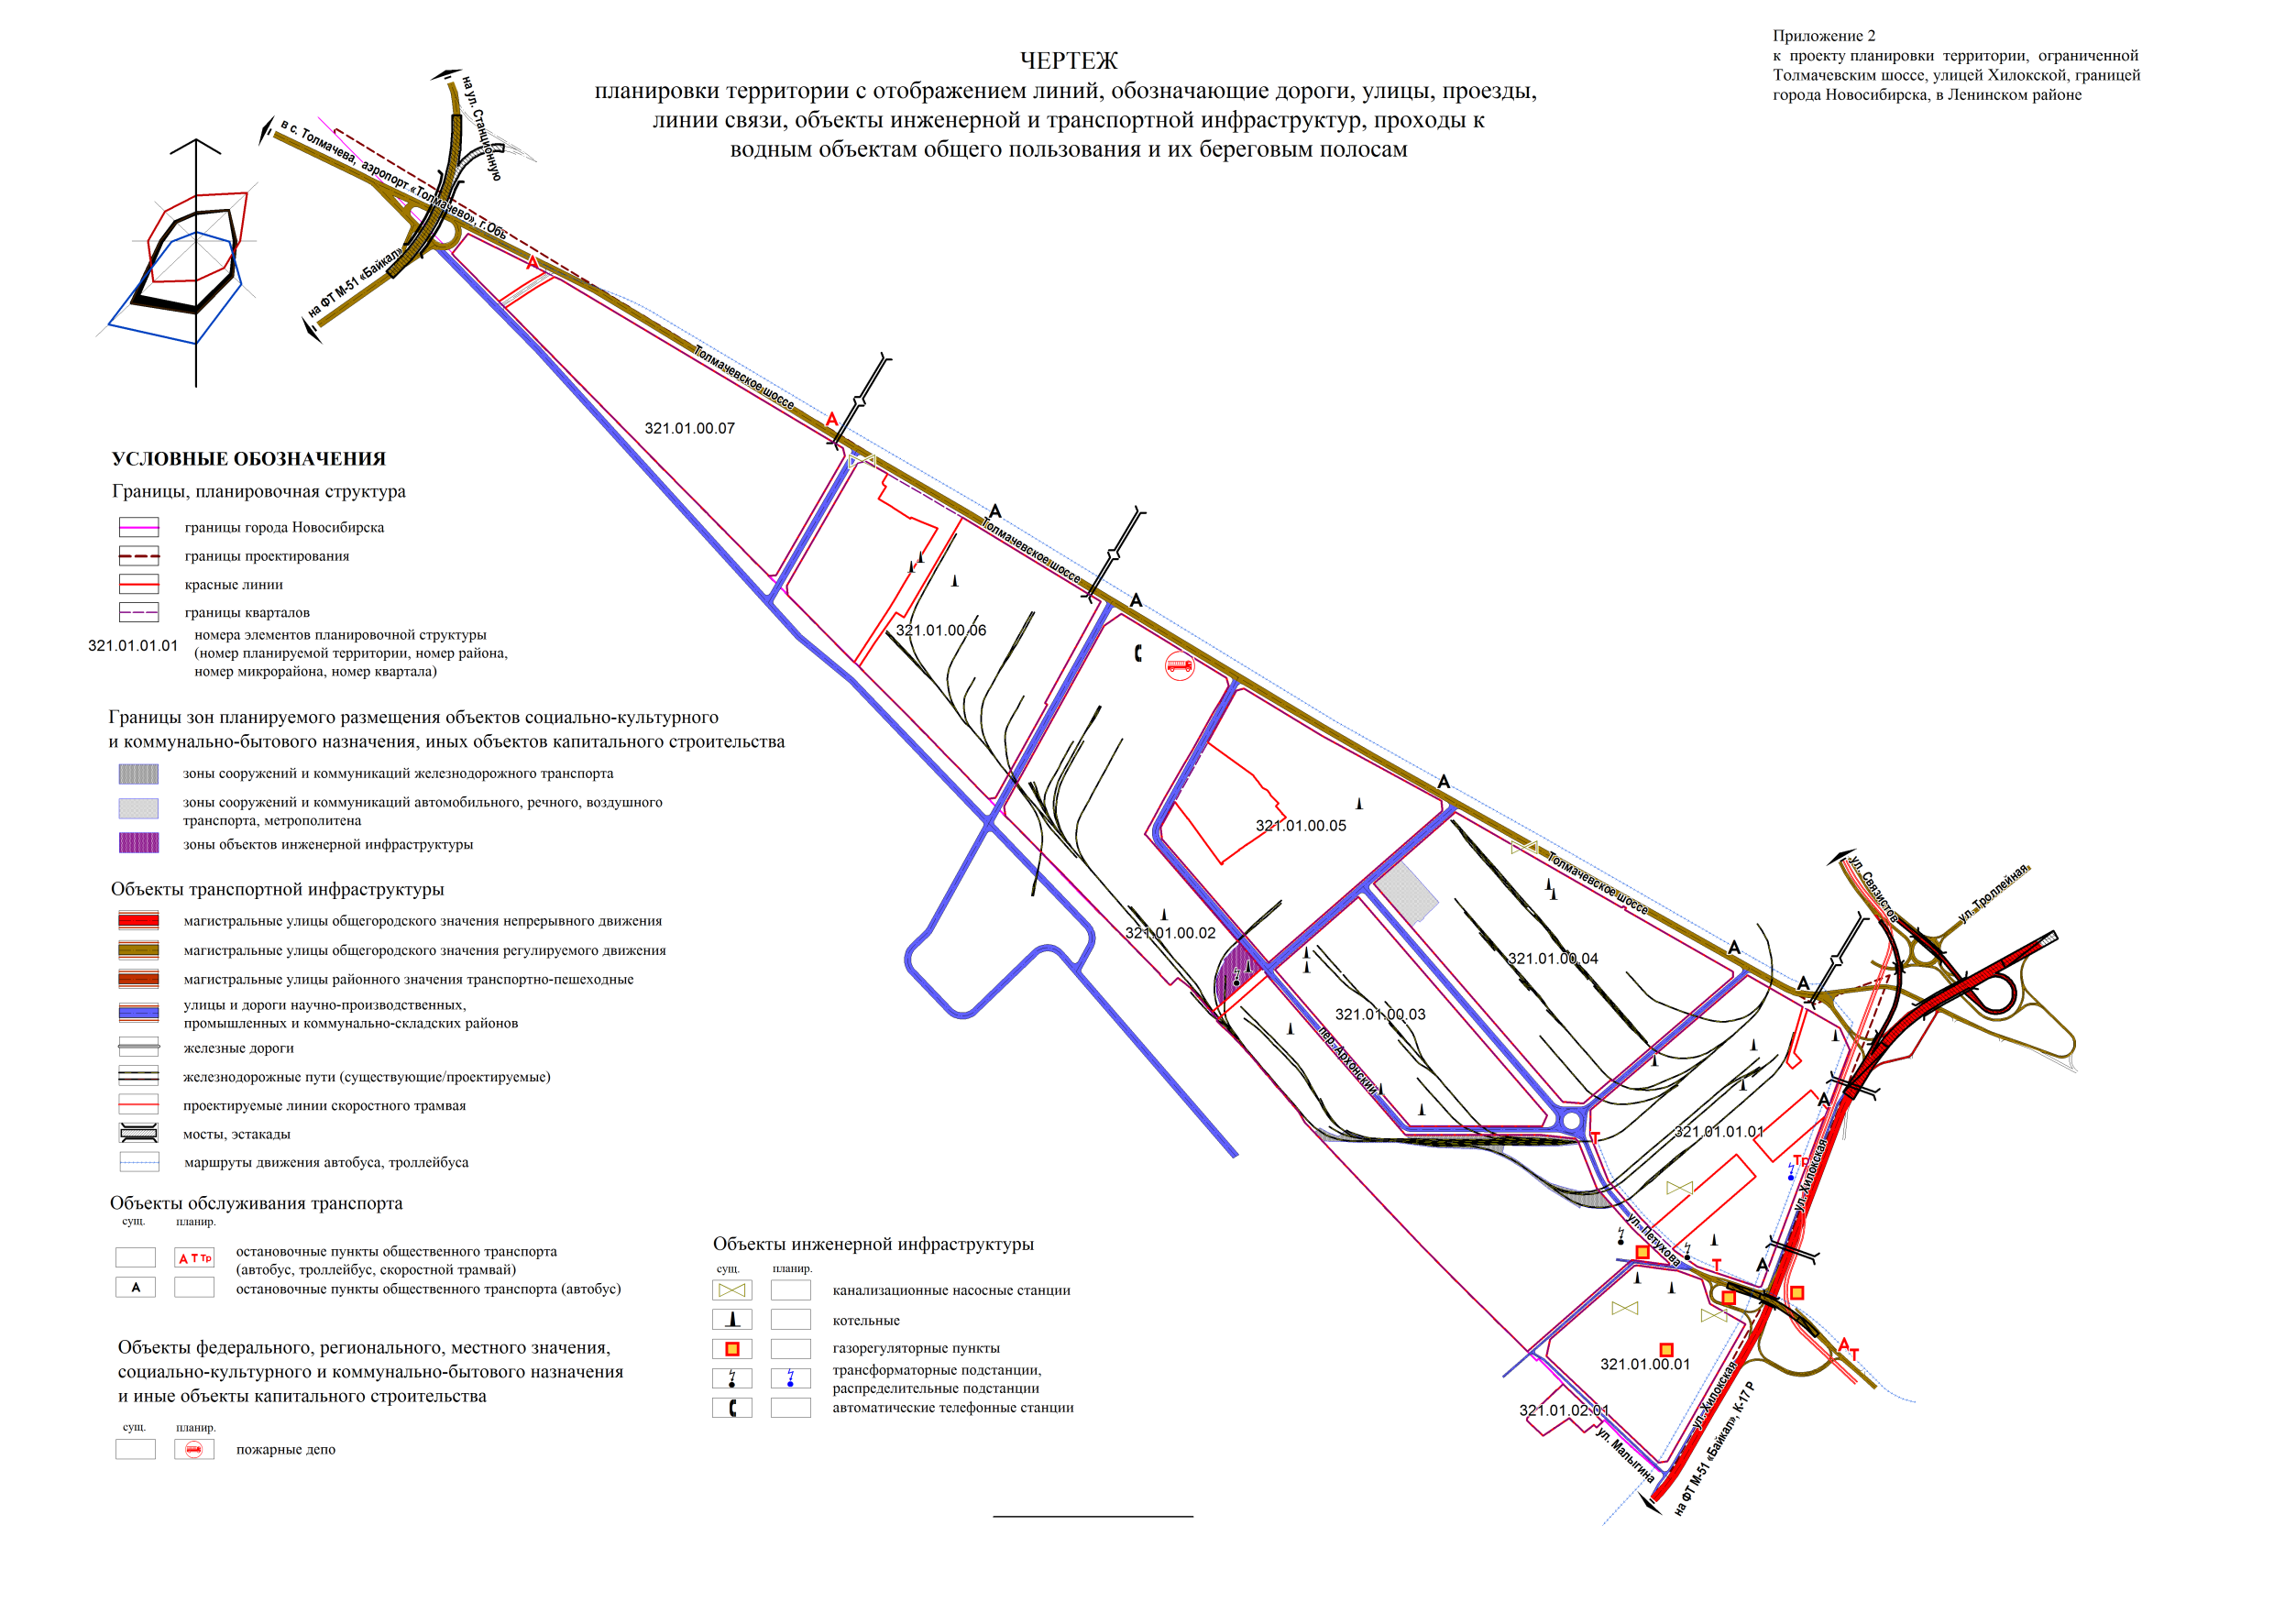 Приложение 2
к проекту планировки территории, ограниченной
Толмачевским шоссе, улицей Хилокской, границей
города Новосибирска, в Ленинском районе
ЧЕРТЕЖ
планировки территории с отображением линий, обозначающие дороги, улицы, проезды,
линии связи, объекты инженерной и транспортной инфраструктур, проходы к
водным объектам общего пользования и их береговым полосам
на ул. Станционную
в с. Толмачева, аэропорт «Толмачево», г.Обь
на ФТ М-51 «Байкал»
А
Толмачевское шоссе
А
321.01.00.07
А
Толмачевское шоссе
А
321.01.00.06
А
321.01.00.05
Толмачевское шоссе
ул. Связистов
ул. Троллейная
321.01.00.02
А
321.01.00.04
А
321.01.00.03
пер. Архонский
А
Т
321.01.01.01
Тр
ул. Хилокская
ул. Петухова
Т
А
А
Т
321.01.00.01
ул. Хилокская
321.01.02.01
ул. Малыгина
на ФТ М-51 «Байкал», К-17 Р
УСЛОВНЫЕ ОБОЗНАЧЕНИЯ
Границы, планировочная структура
границы города Новосибирска
границы проектирования
красные линии
границы кварталов
321.01.01.01
номера элементов планировочной структуры
(номер планируемой территории, номер района,
номер микрорайона, номер квартала)
Границы зон планируемого размещения объектов социально-культурного
и коммунально-бытового назначения, иных объектов капитального строительства
зоны сооружений и коммуникаций железнодорожного транспорта
зоны сооружений и коммуникаций автомобильного, речного, воздушного
транспорта, метрополитена
зоны объектов инженерной инфраструктуры
Объекты транспортной инфраструктуры
магистральные улицы общегородского значения непрерывного движения
магистральные улицы общегородского значения регулируемого движения
магистральные улицы районного значения транспортно-пешеходные
улицы и дороги научно-производственных,
промышленных и коммунально-складских районов
железные дороги
железнодорожные пути (существующие/проектируемые)
проектируемые линии скоростного трамвая
мосты, эстакады
маршруты движения автобуса, троллейбуса
Объекты обслуживания транспорта
сущ. планир.
А Т Тр остановочные пункты общественного транспорта
(автобус, троллейбус, скоростной трамвай)
А остановочные пункты общественного транспорта (автобус)
Объекты федерального, регионального, местного значения,
социально-культурного и коммунально-бытового назначения
и иные объекты капитального строительства
сущ. планир.
пожарные депо
Объекты инженерной инфраструктуры
сущ. планир.
канализационные насосные станции
котельные
газорегуляторные пункты
трансформаторные подстанции,
распределительные подстанции
автоматические телефонные станции